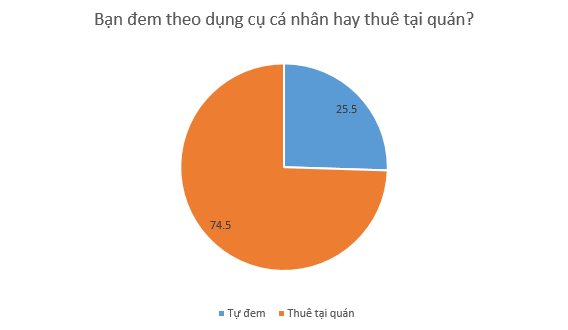 Bạn đem theo dụng cụ cá nhân hay thuê tại quán?
25.5
74.5
Tự đem Thuê tại quán